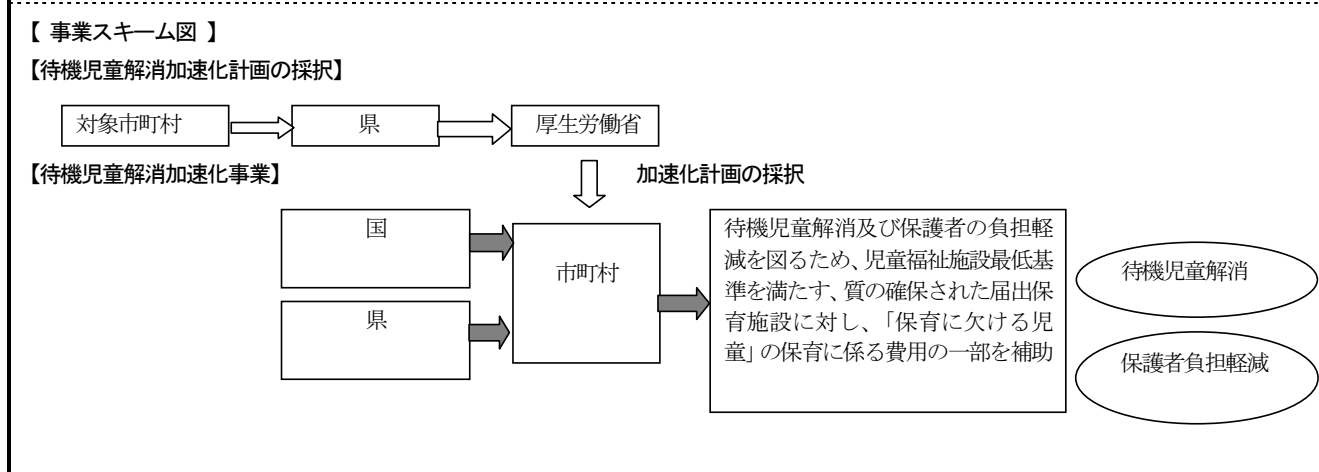 【 事業スキーム図 】
【待機児童解消加速化計画の採択】
対象市町村
県
厚生労働省
【待機児童解消加速化事業】
加速化計画の採択
国
県
市町村
待機児童解消及び保護者の負担軽
減を図るため、児童福祉施設最低基
準を満たす、質の確保された届出保
育施設に対し、「保育に欠ける児
童」の保育に係る費用の一部を補助
待機児童解消
保護者負担軽減